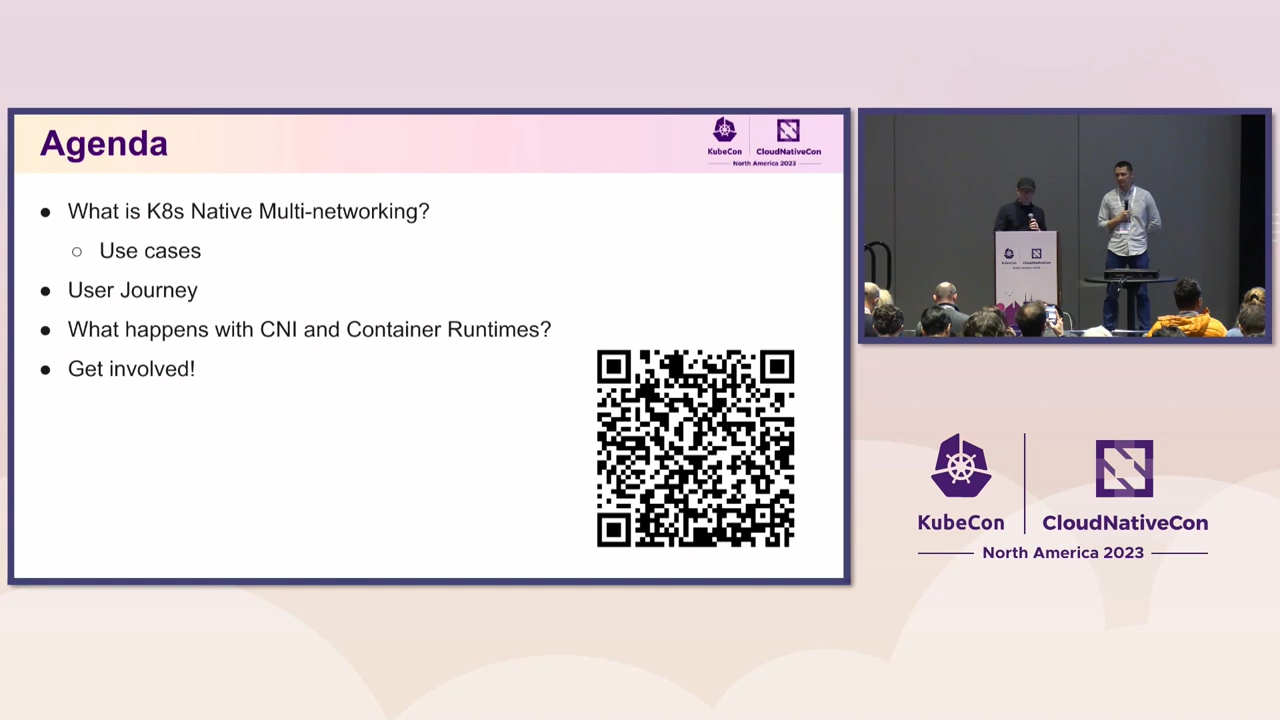 Agenda
KubeCon
CloudNativeCon
North America 2023
● What is K8s Native Multi-networking?
○ Use cases
● User Journey
● What happens with CNI and Container Runtimes?
● Get involved!
KubeCon
CloudNativeCon
North America 2023